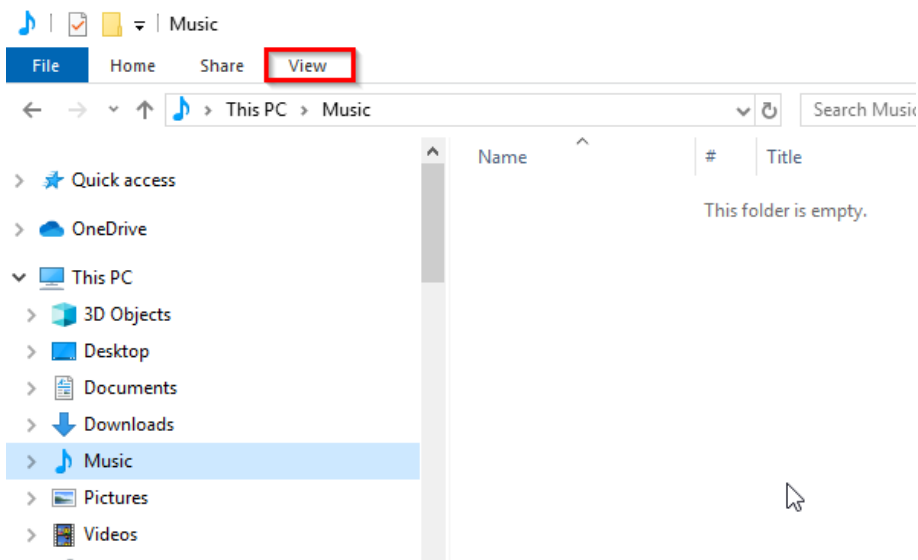 Music
File Home Share View
This PC > Music Search Music
Name # Title
Quick access
This folder is empty.
OneDrive
This PC
3D Objects
Desktop
Documents
Downloads
Music
Pictures
Videos